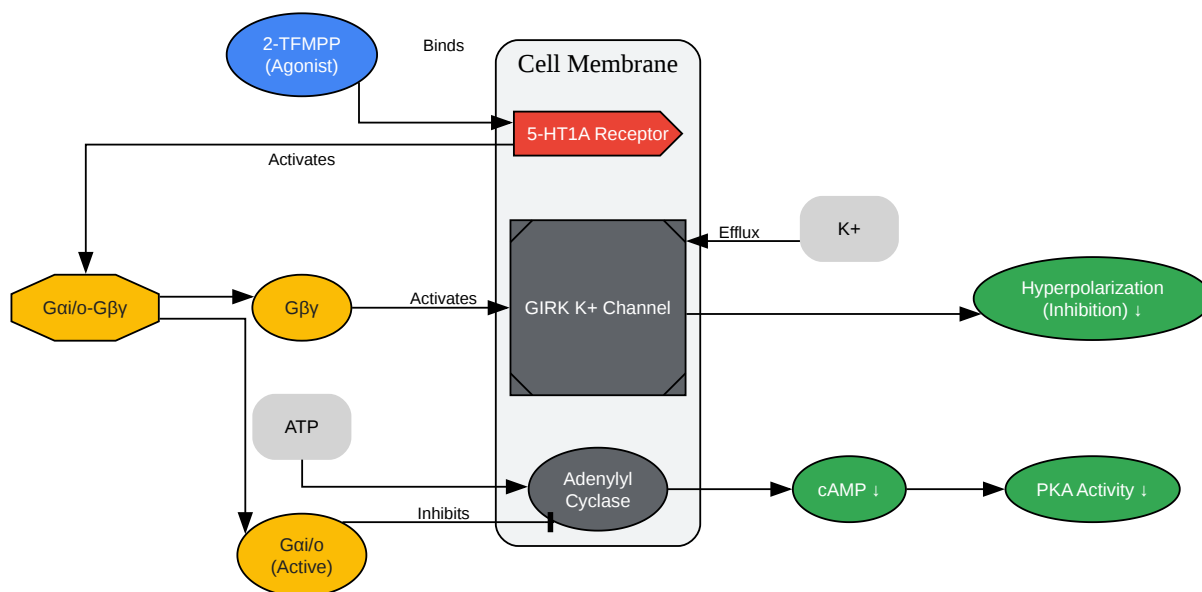 2-TFMPP
(Agonist)
Binds
Cell Membrane
5-HT1A Receptor
Activates
K+
Efflux
Gαi/o-Gβγ
Gβγ
Activates
GIRK K+ Channel
Hyperpolarization
(Inhibition) ↓
ATP
Adenylyl
Cyclase
cAMP ↓
PKA Activity ↓
Inhibits
Gαi/o
(Active)